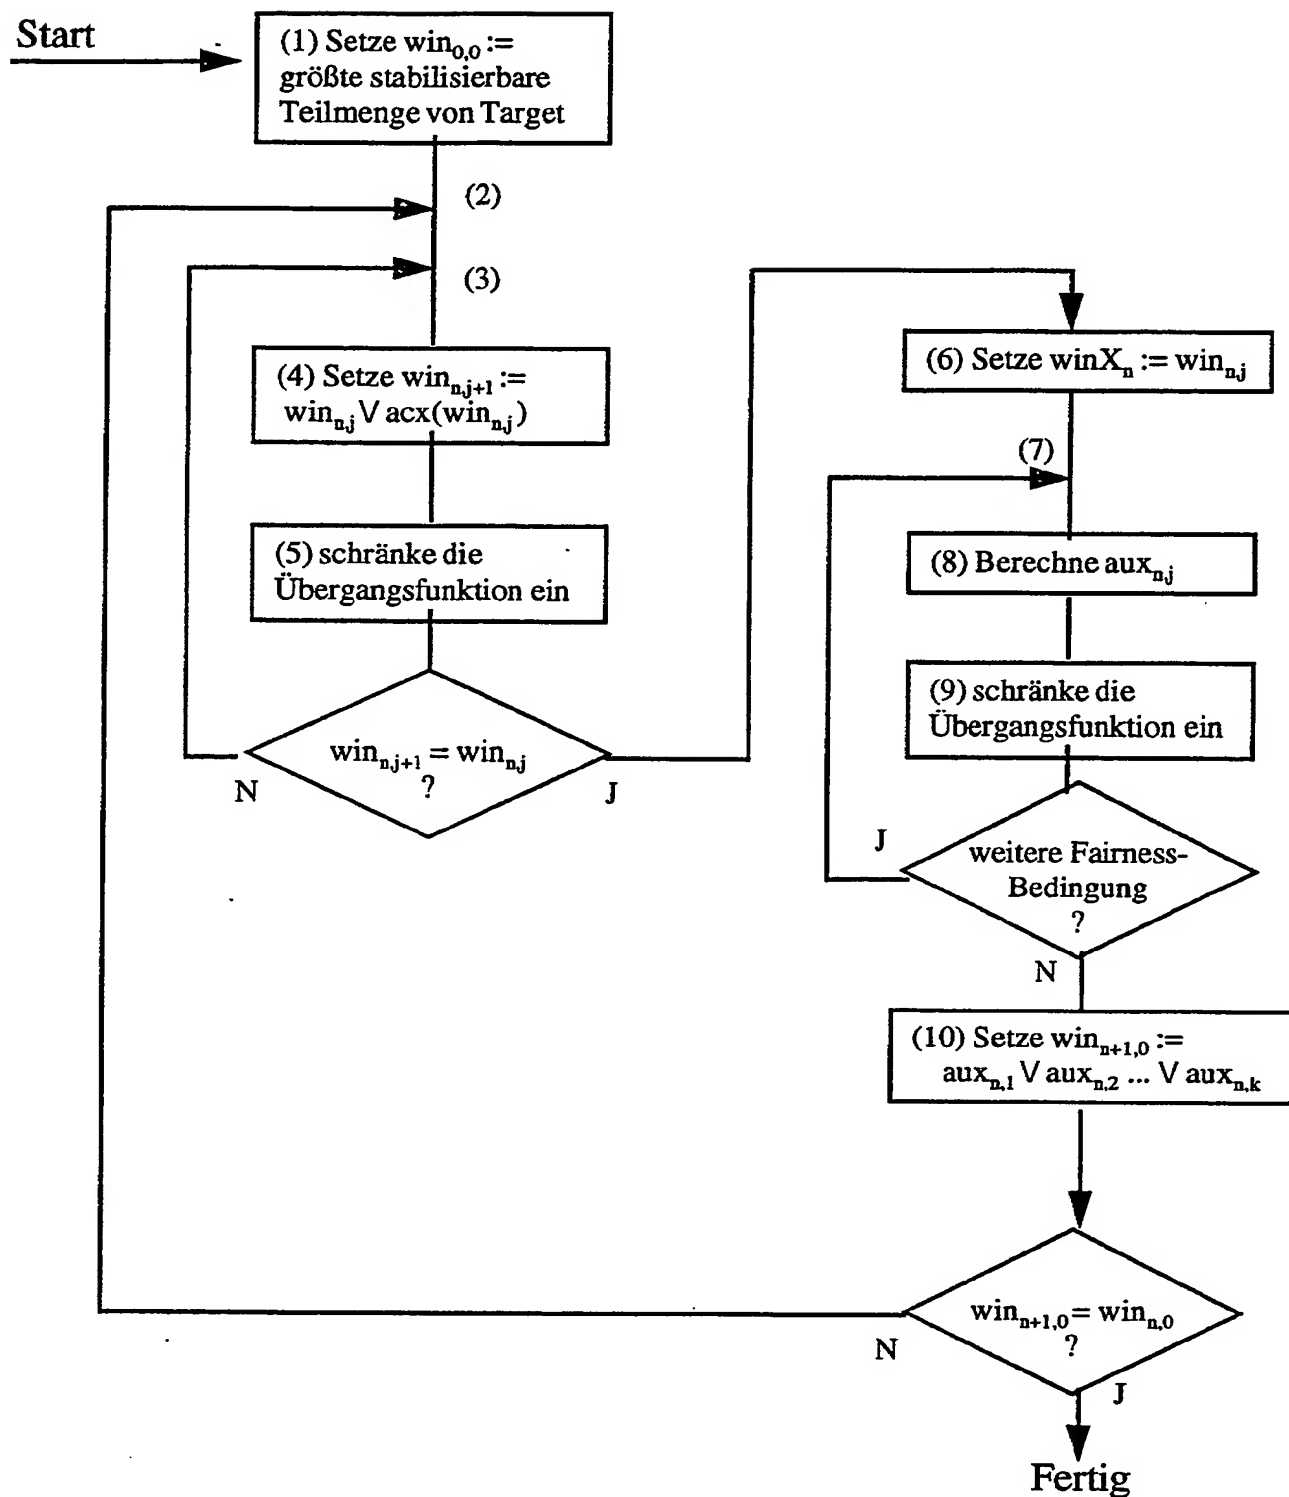 Start
(1) Setze win₀,₀ :=
größte stabilisierbare
Teilmenge von Target
(2)
(3)
(4) Setze winₙ,ⱼ₊₁ :=
winₙ,ⱼ V acx(winₙ,ⱼ)
(5) schränke die
Übergangsfunktion ein
winₙ,ⱼ₊₁ = winₙ,ⱼ
?
N
J
(6) Setze winXₙ := winₙ,ⱼ
(7)
(8) Berechne auxₙ,ⱼ
(9) schränke die
Übergangsfunktion ein
J
weitere Fairness-
Bedingung
?
N
(10) Setze winₙ₊₁,₀ :=
auxₙ,₁ V auxₙ,₂ ... V auxₙ,ₖ
winₙ₊₁,₀ = winₙ,₀
?
N
J
Fertig